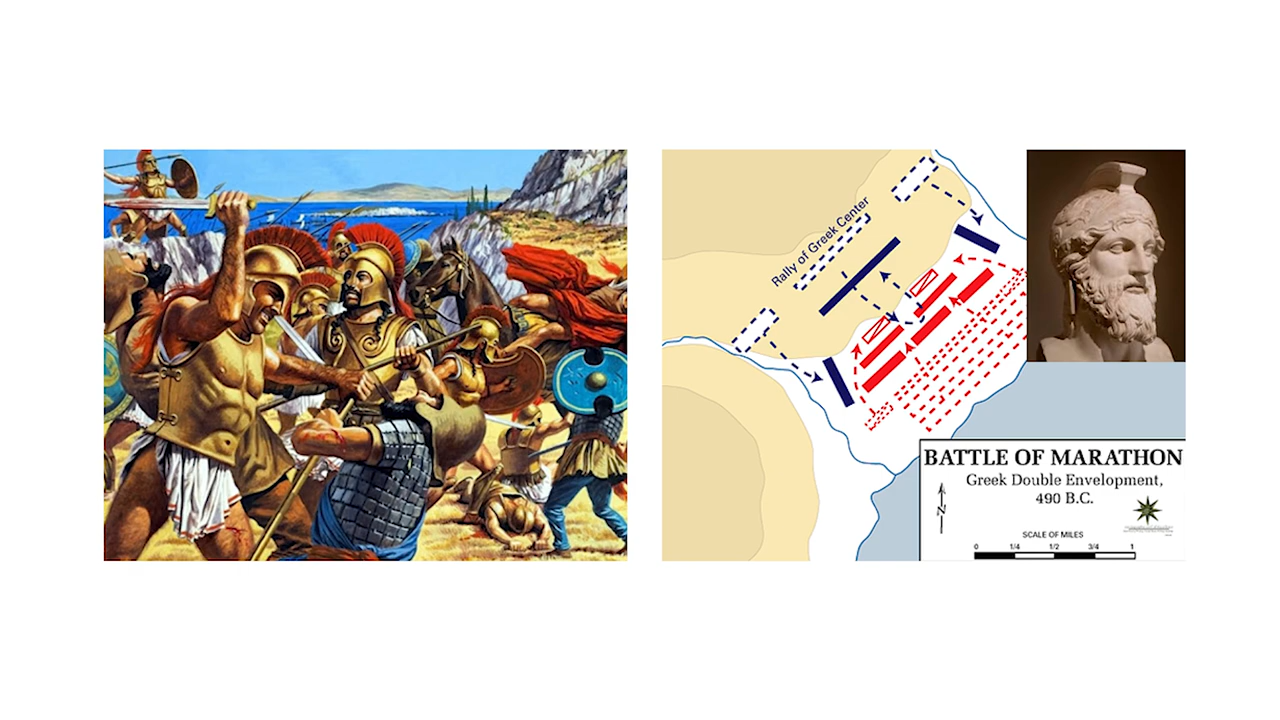 Rally of Greek Center
BATTLE OF MARATHON
Greek Double Envelopment,
490 B.C.
N
SCALE OF MILES
0 1/4 1/2 3/4 1